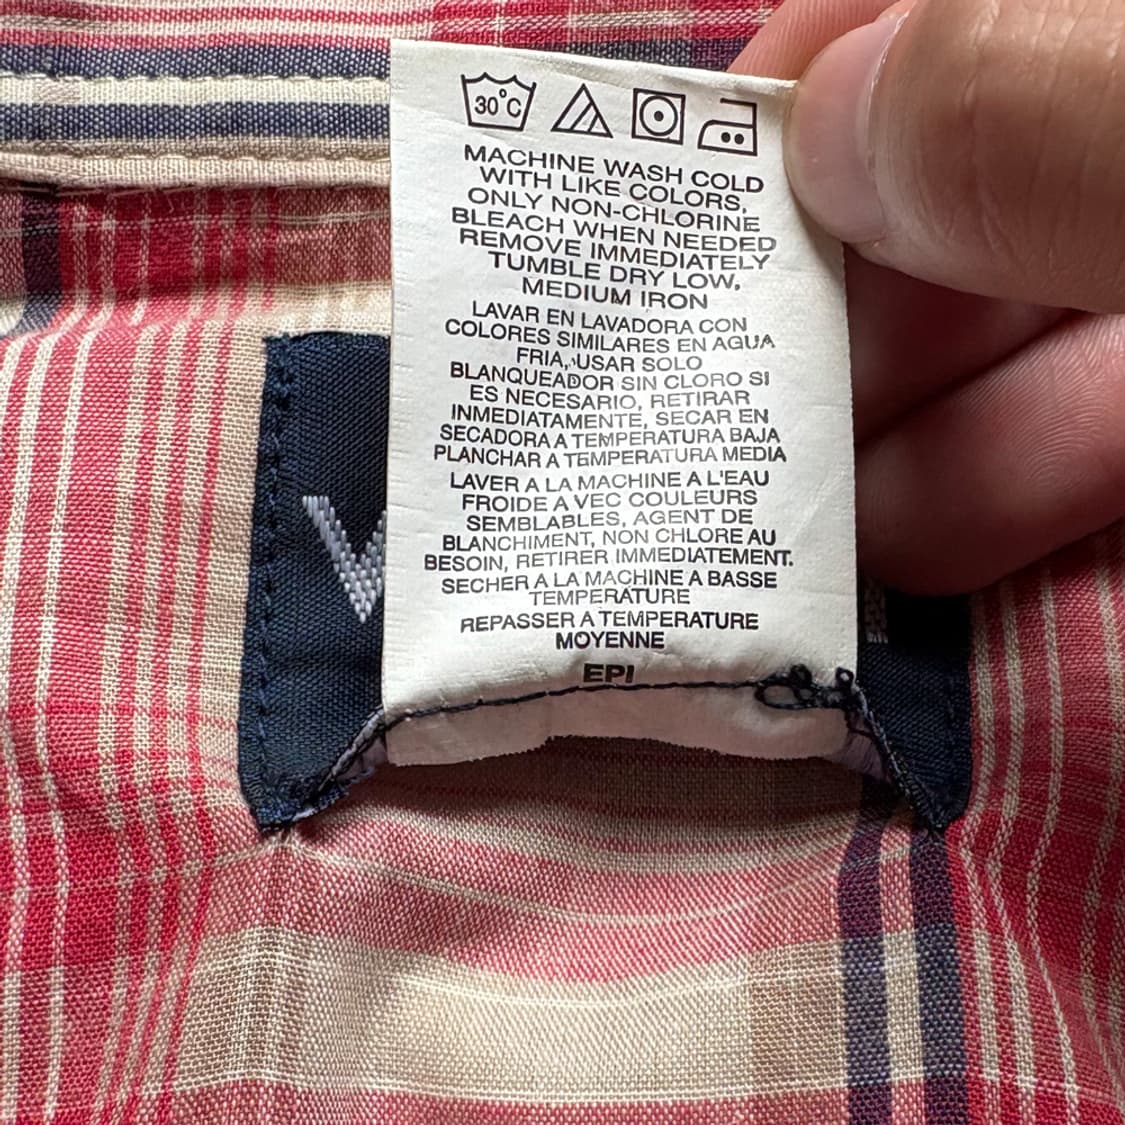 30°C
MACHINE WASH COLD
WITH LIKE COLORS,
ONLY NON-CHLORINE
BLEACH WHEN NEEDED
REMOVE IMMEDIATELY
TUMBLE DRY LOW,
MEDIUM IRON
LAVAR EN LAVADORA CON
COLORES SIMILARES EN AGUA
FRIA, USAR SOLO
BLANQUEADOR SIN CLORO SI
ES NECESARIO, RETIRAR
INMEDIATAMENTE, SECAR EN
SECADORA A TEMPERATURA BAJA
PLANCHAR A TEMPERATURA MEDIA
LAVER A LA MACHINE A L'EAU
FROIDE A VEC COULEURS
SEMBLABLES, AGENT DE
BLANCHIMENT, NON CHLORE AU
BESOIN, RETIRER IMMEDIATEMENT.
SECHER A LA MACHINE A BASSE
TEMPERATURE
REPASSER A TEMPERATURE
MOYENNE
EPI